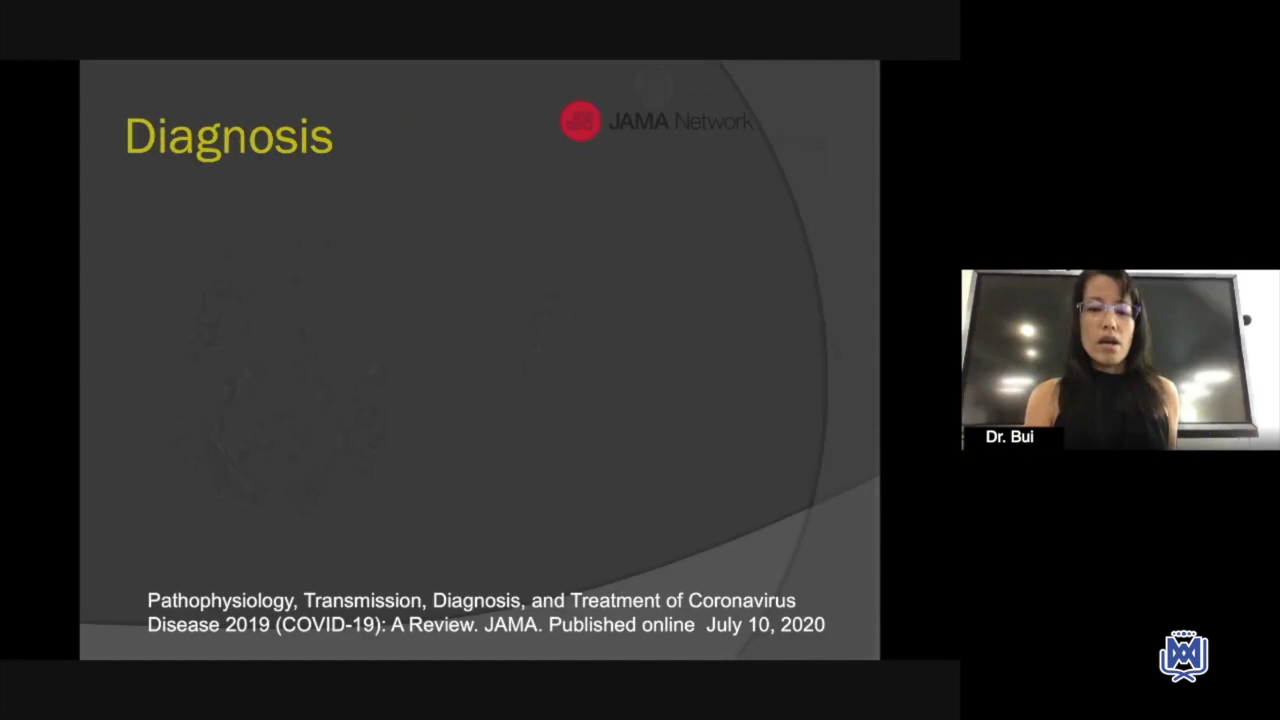 Diagnosis
JAMA Network
Pathophysiology, Transmission, Diagnosis, and Treatment of Coronavirus
Disease 2019 (COVID-19): A Review. JAMA. Published online July 10, 2020
Dr. Bui